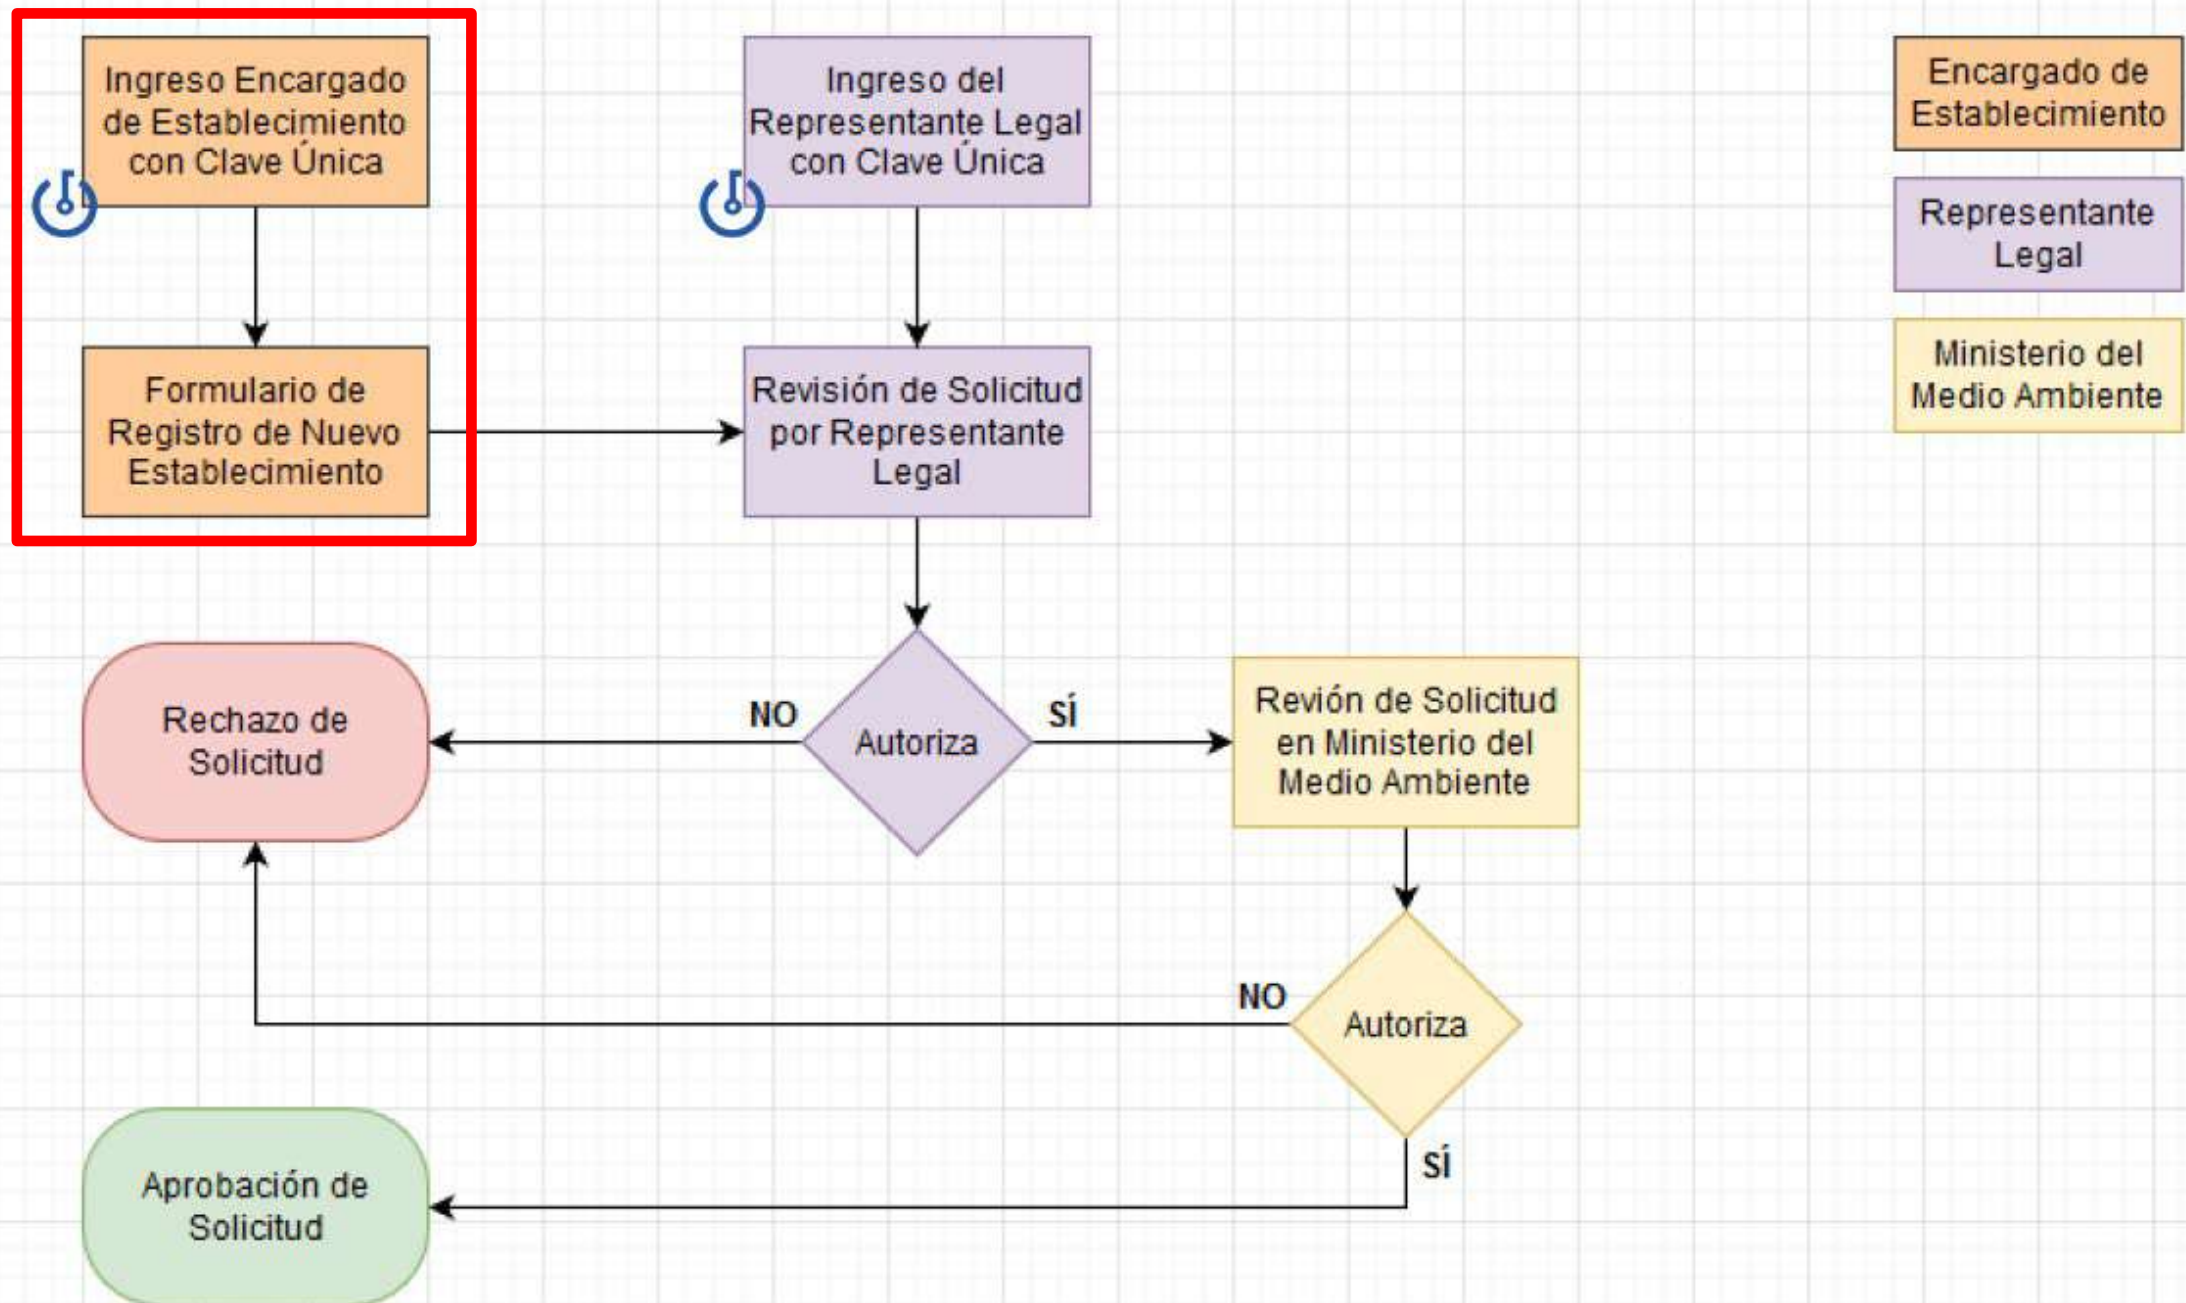 Ingreso Encargado
de Establecimiento
con Clave Única
Ingreso del
Representante Legal
con Clave Única
Encargado de
Establecimiento
Representante
Legal
Ministerio del
Medio Ambiente
Formulario de
Registro de Nuevo
Establecimiento
Revisión de Solicitud
por Representante
Legal
Rechazo de
Solicitud
NO
Autoriza
SÍ
Revión de Solicitud
en Ministerio del
Medio Ambiente
NO
Autoriza
SÍ
Aprobación de
Solicitud